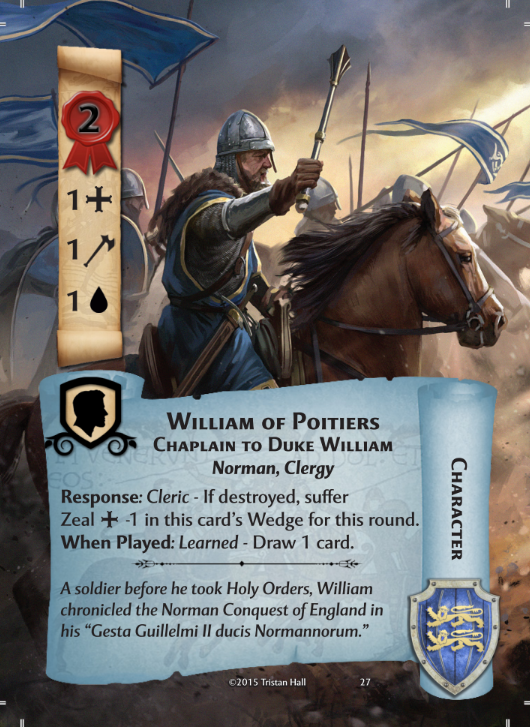 2
1
1
1
William of Poitiers
Chaplain to Duke William
Norman, Clergy
Response: Cleric - If destroyed, suffer
Zeal -1 in this card's Wedge for this round.
When Played: Learned - Draw 1 card.
A soldier before he took Holy Orders, William
chronicled the Norman Conquest of England in
his “Gesta Guillelmi II ducis Normannorum.”
Character
©2015 Tristan Hall
27